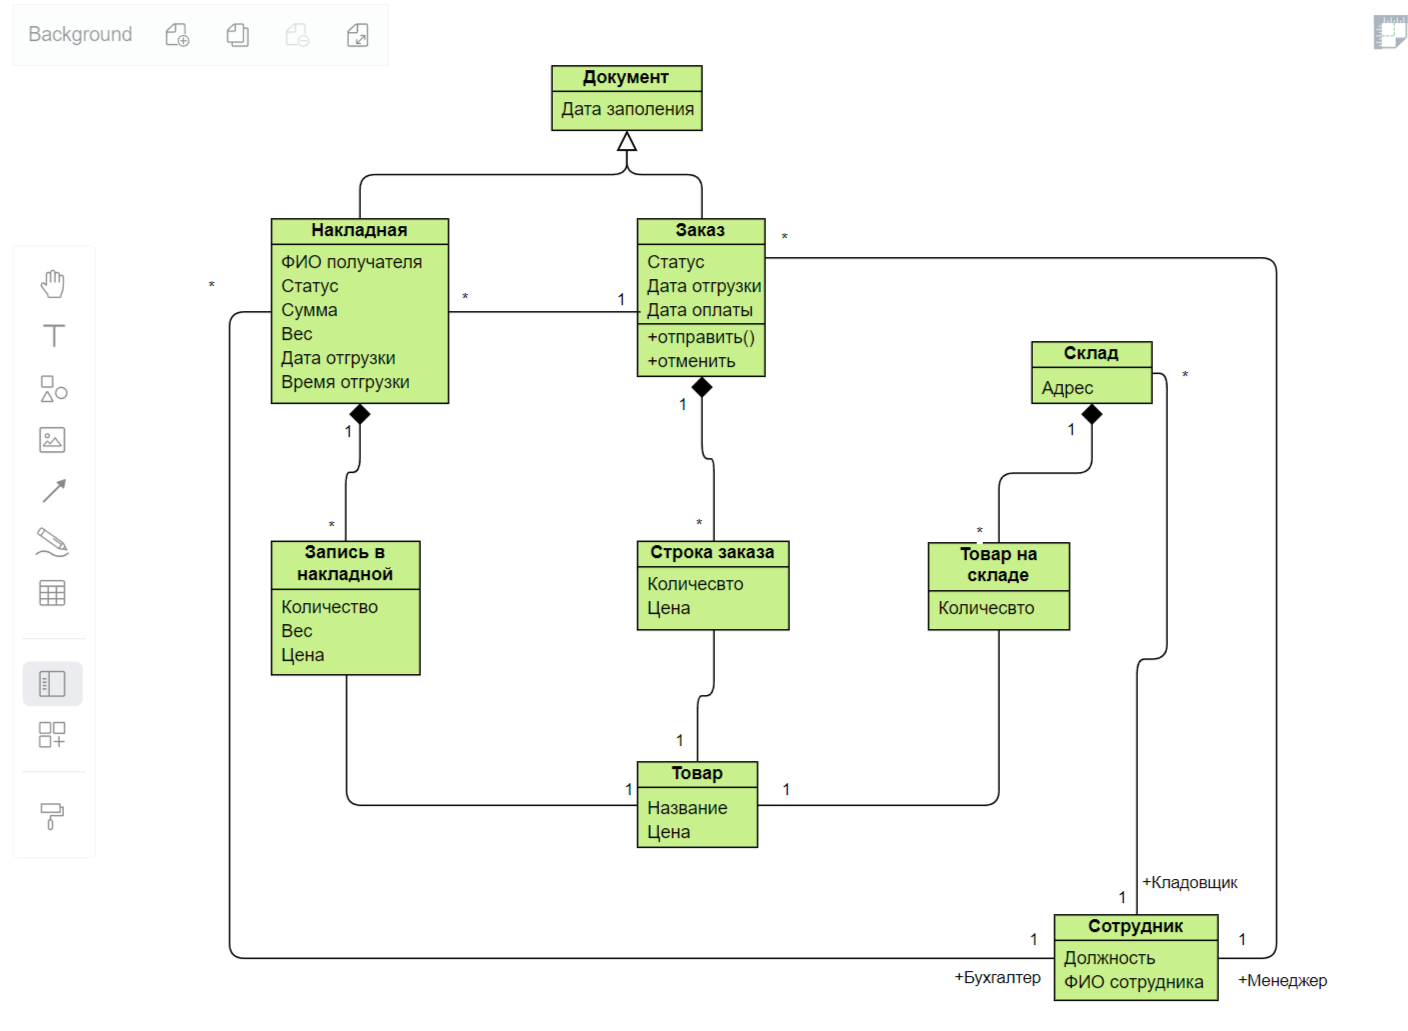 Background
Документ
Дата заполения
Накладная
ФИО получателя
Статус
Сумма
Вес
Дата отгрузки
Время отгрузки
*
*
1
Заказ
Статус
Дата отгрузки
Дата оплаты
+отправить()
+отменить
*
Склад
Адрес
*
1
1
1
*
*
*
Запись в
накладной
Количество
Вес
Цена
Строка заказа
Количесвто
Цена
Товар на
складе
Количесвто
1
1
Товар
Название
Цена
1
+Кладовщик
1
Сотрудник
Должность
ФИО сотрудника
1
+Бухгалтер
1
+Менеджер